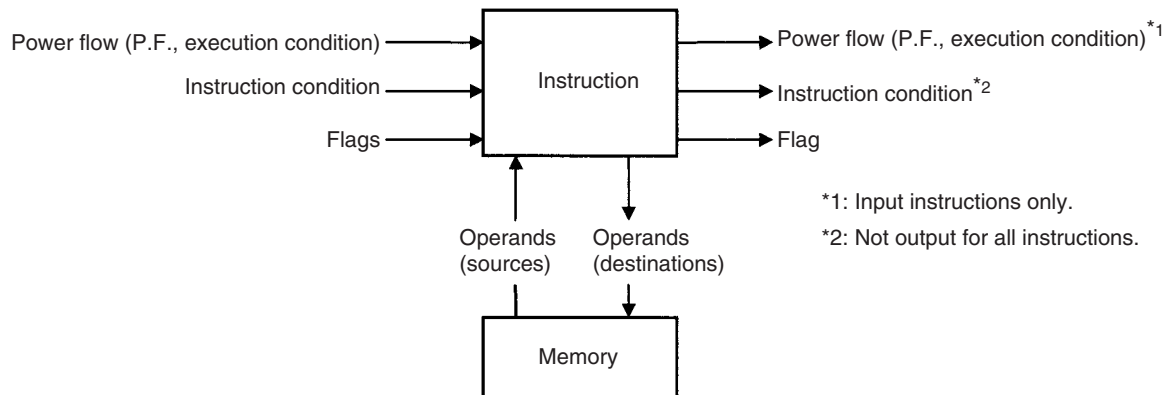 Power flow (P.F., execution condition)
Instruction condition
Flags
Instruction
Power flow (P.F., execution condition)*1
Instruction condition*2
Flag
*1: Input instructions only.
*2: Not output for all instructions.
Operands
(sources)
Operands
(destinations)
Memory